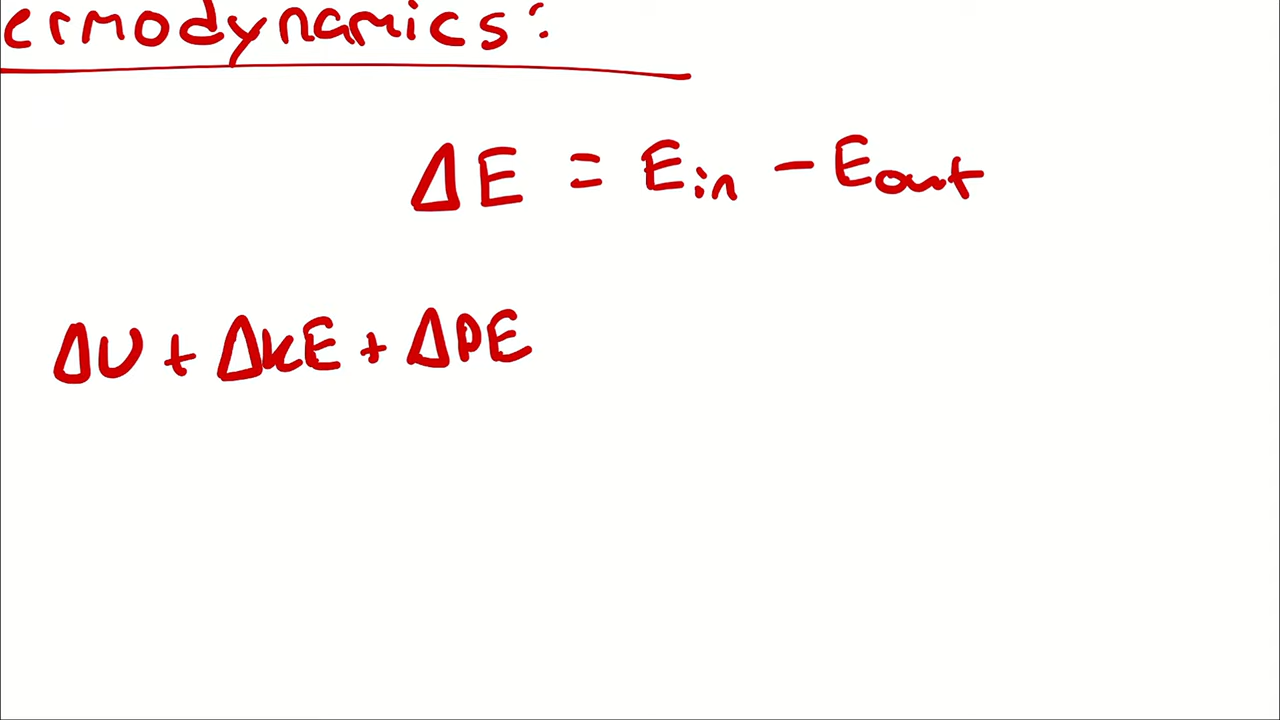 ermodynamics:
ΔE = Ein - Eout
ΔU + ΔKE + ΔPE